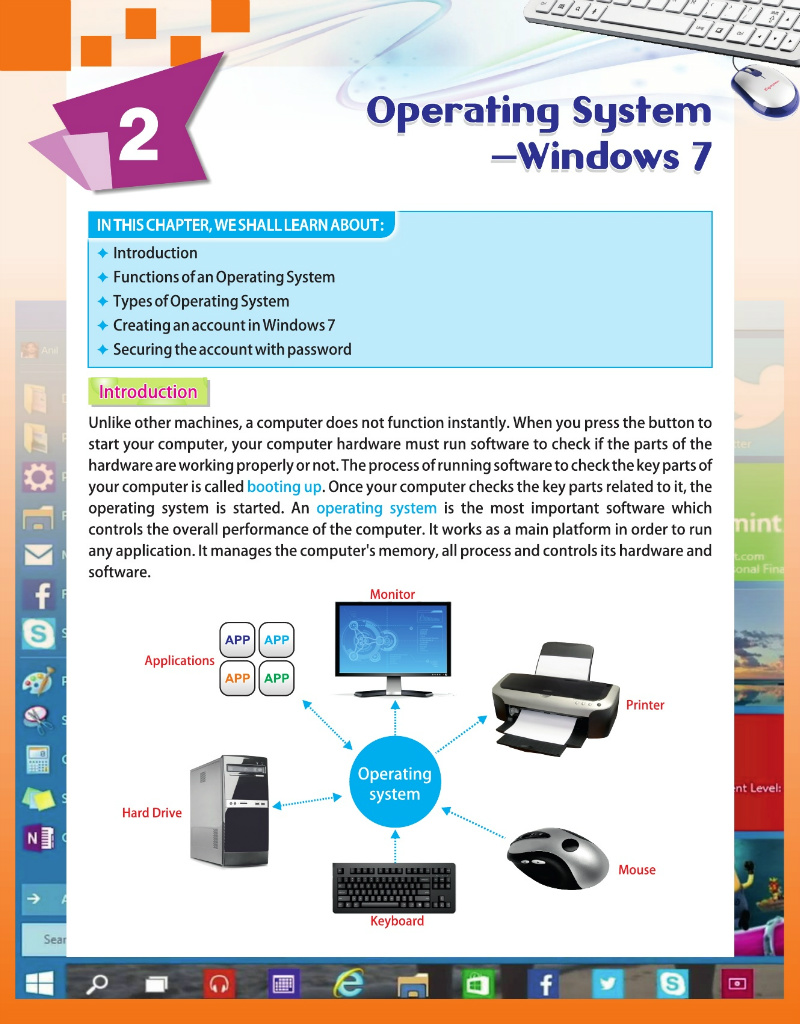 2
Operating System
–Windows 7
IN THIS CHAPTER, WE SHALL LEARN ABOUT :
✦ Introduction
✦ Functions of an Operating System
✦ Types of Operating System
✦ Creating an account in Windows 7
✦ Securing the account with password
Introduction
Unlike other machines, a computer does not function instantly. When you press the button to
start your computer, your computer hardware must run software to check if the parts of the
hardware are working properly or not. The process of running software to check the key parts of
your computer is called booting up. Once your computer checks the key parts related to it, the
operating system is started. An operating system is the most important software which
controls the overall performance of the computer. It works as a main platform in order to run
any application. It manages the computer's memory, all process and controls its hardware and
software.
Monitor
APP APP
Applications
APP APP
Printer
Operating
system
Hard Drive
Mouse
Keyboard
Anil
mint
t.com
onal Fina
nt Level:
Sear